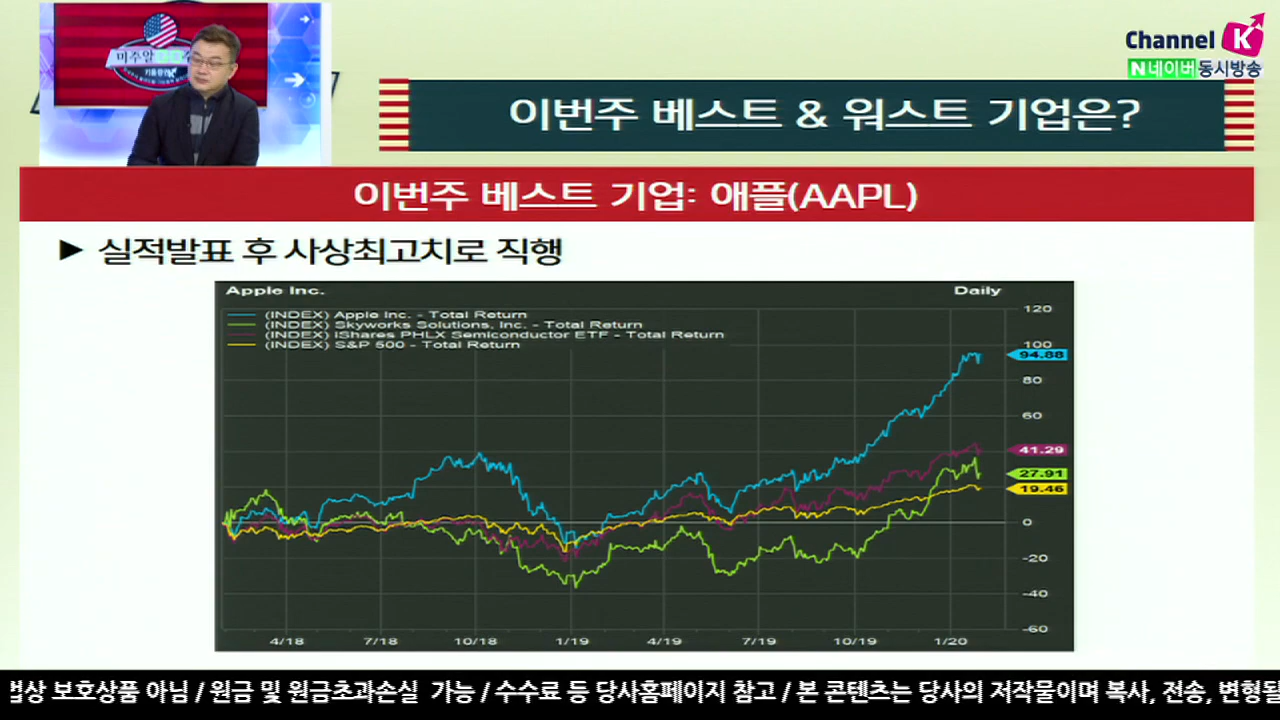 Channel K
N 네이버 동시방송
이번주 베스트 & 워스트 기업은?
이번주 베스트 기업: 애플(AAPL)
► 실적발표 후 사상최고치로 직행
Apple Inc. Daily
(INDEX) Apple Inc. - Total Return
(INDEX) Skyworks Solutions, Inc. - Total Return
(INDEX) iShares PHLX Semiconductor ETF - Total Return
(INDEX) S&P 500 - Total Return
120
100
94.88
80
60
41.29
27.91
19.46
0
-20
-40
-60
4/18 7/18 10/18 1/19 4/19 7/19 10/19 1/20
보호상품 아님 / 원금 및 원금초과손실 가능 / 수수료 등 당사홈페이지 참고 / 본 콘텐츠는 당사의 저작물이며 복사, 전송, 변형될